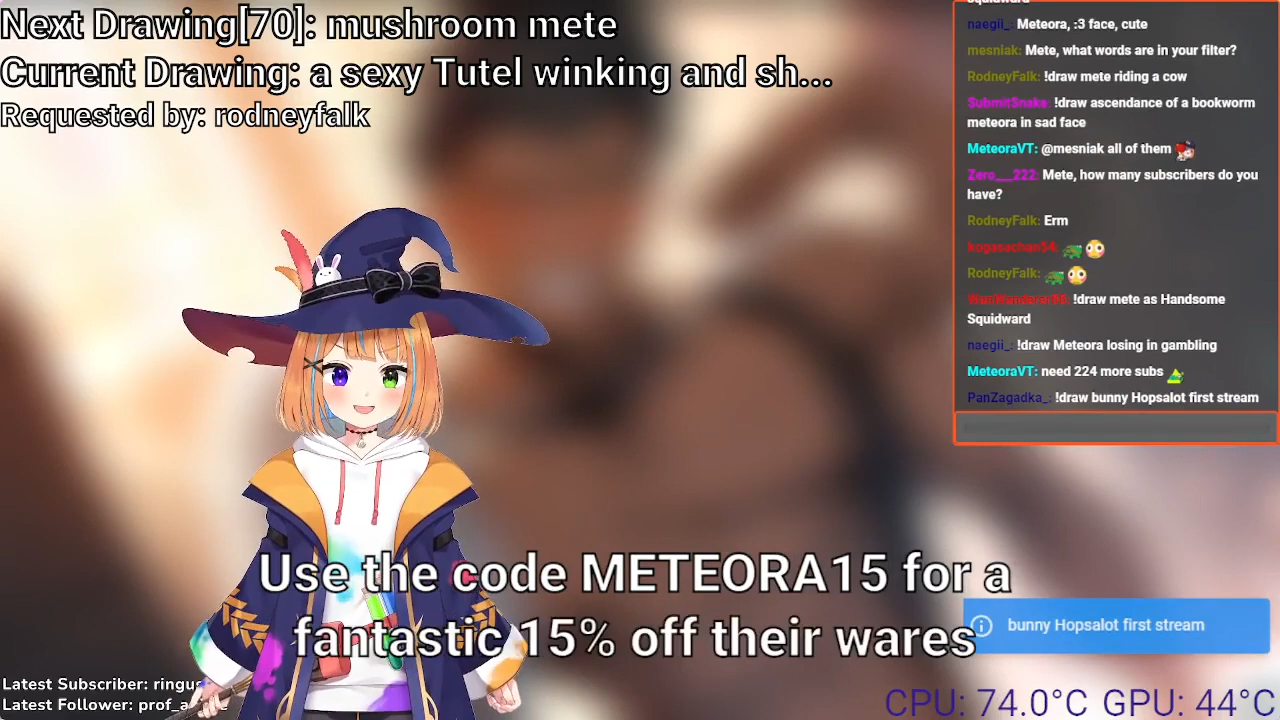 Next Drawing[70]: mushroom mete
Current Drawing: a sexy Tutel winking and sh...
Requested by: rodneyfalk
squidward
naegii_: Meteora, :3 face, cute
mesniak: Mete, what words are in your filter?
RodneyFalk: !draw mete riding a cow
SubmitSnake: !draw ascendance of a bookworm
meteora in sad face
MeteoraVT: @mesniak all of them
Zero__222: Mete, how many subscribers do you
have?
RodneyFalk: Erm
kogasachan54:
RodneyFalk:
!draw mete as Handsome
Squidward
naegii_: !draw Meteora losing in gambling
MeteoraVT: need 224 more subs
PanZagadka_: !draw bunny Hopsalot first stream
Use the code METEORA15 for a
fantastic 15% off their wares
bunny Hopsalot first stream
Latest Subscriber: ringus
Latest Follower: prof_a
CPU: 74.0°C GPU: 44°C